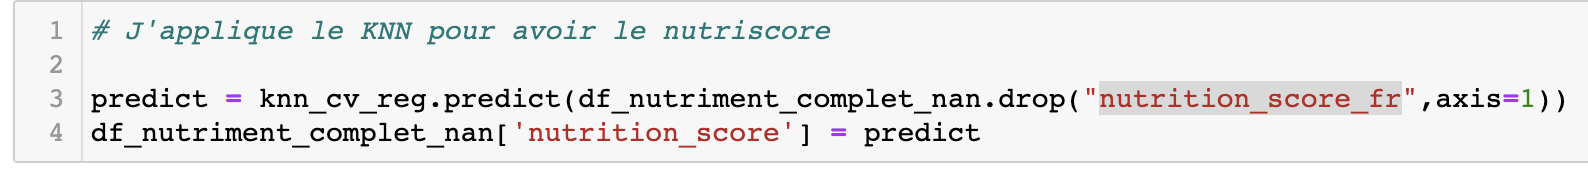 1 # J'applique le KNN pour avoir le nutriscore
2
3 predict = knn_cv_reg.predict(df_nutriment_complet_nan.drop("nutrition_score_fr",axis=1))
4 df_nutriment_complet_nan['nutrition_score'] = predict